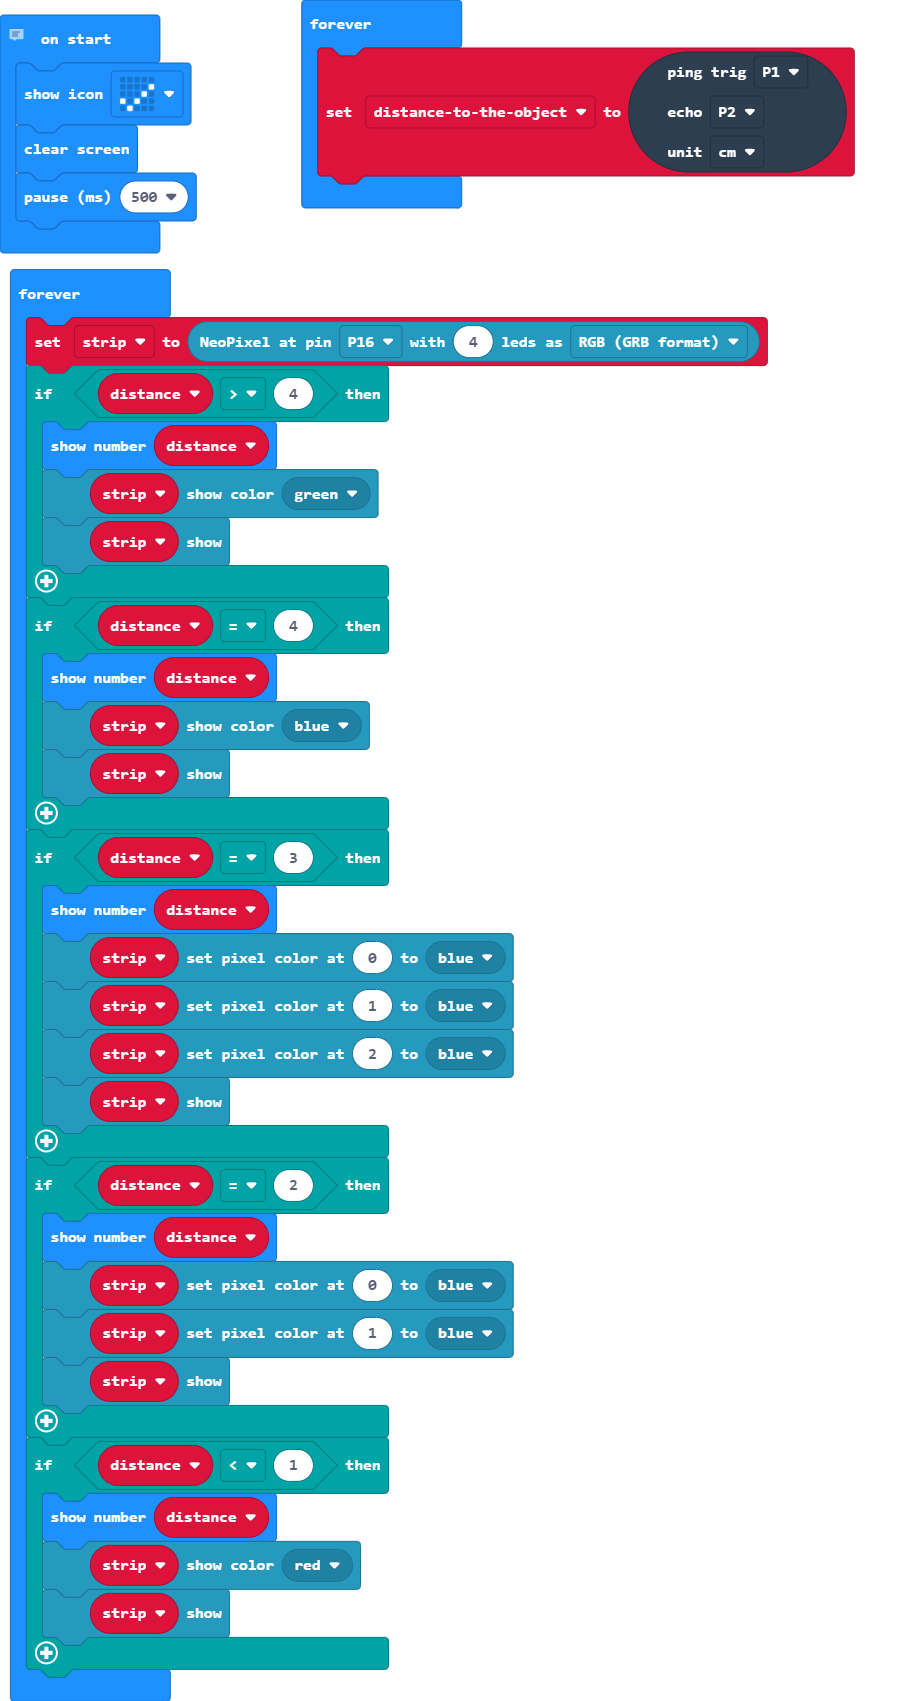 on start
show icon
clear screen
pause (ms) 500
forever
set distance-to-the-object to ping trig P1
echo P2
unit cm
forever
set strip to NeoPixel at pin P16 with 4 leds as RGB (GRB format)
if distance > 4 then
show number distance
strip show color green
strip show
if distance = 4 then
show number distance
strip show color blue
strip show
if distance = 3 then
show number distance
strip set pixel color at 0 to blue
strip set pixel color at 1 to blue
strip set pixel color at 2 to blue
strip show
if distance = 2 then
show number distance
strip set pixel color at 0 to blue
strip set pixel color at 1 to blue
strip show
if distance < 1 then
show number distance
strip show color red
strip show